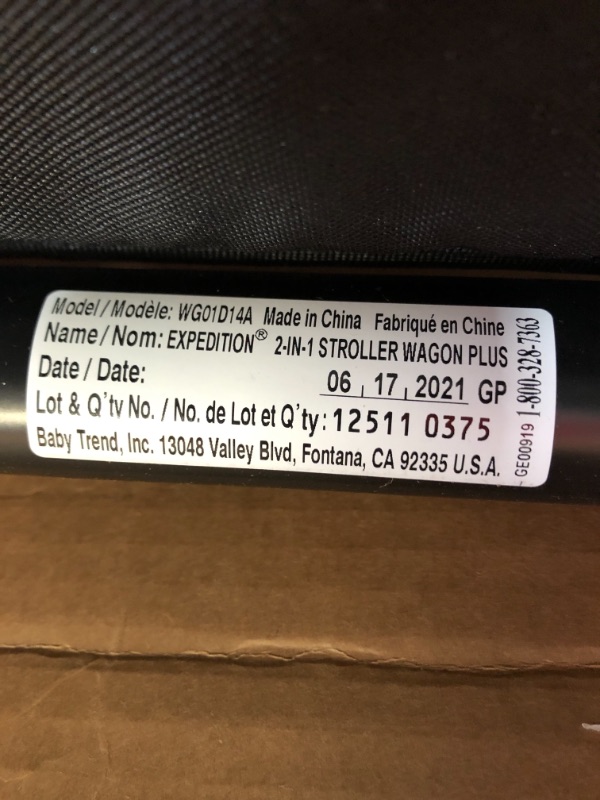 Model / Modèle: WG01D14A Made in China Fabriqué en Chine
Name / Nom: EXPEDITION® 2-IN-1 STROLLER WAGON PLUS
Date / Date: 06 , 17 , 2021 GP
Lot & Q'tv No. / No. de Lot et Q'ty: 12511 0375
Baby Trend, Inc. 13048 Valley Blvd, Fontana, CA 92335 U.S.A.
GE00919 1-800-328-7363